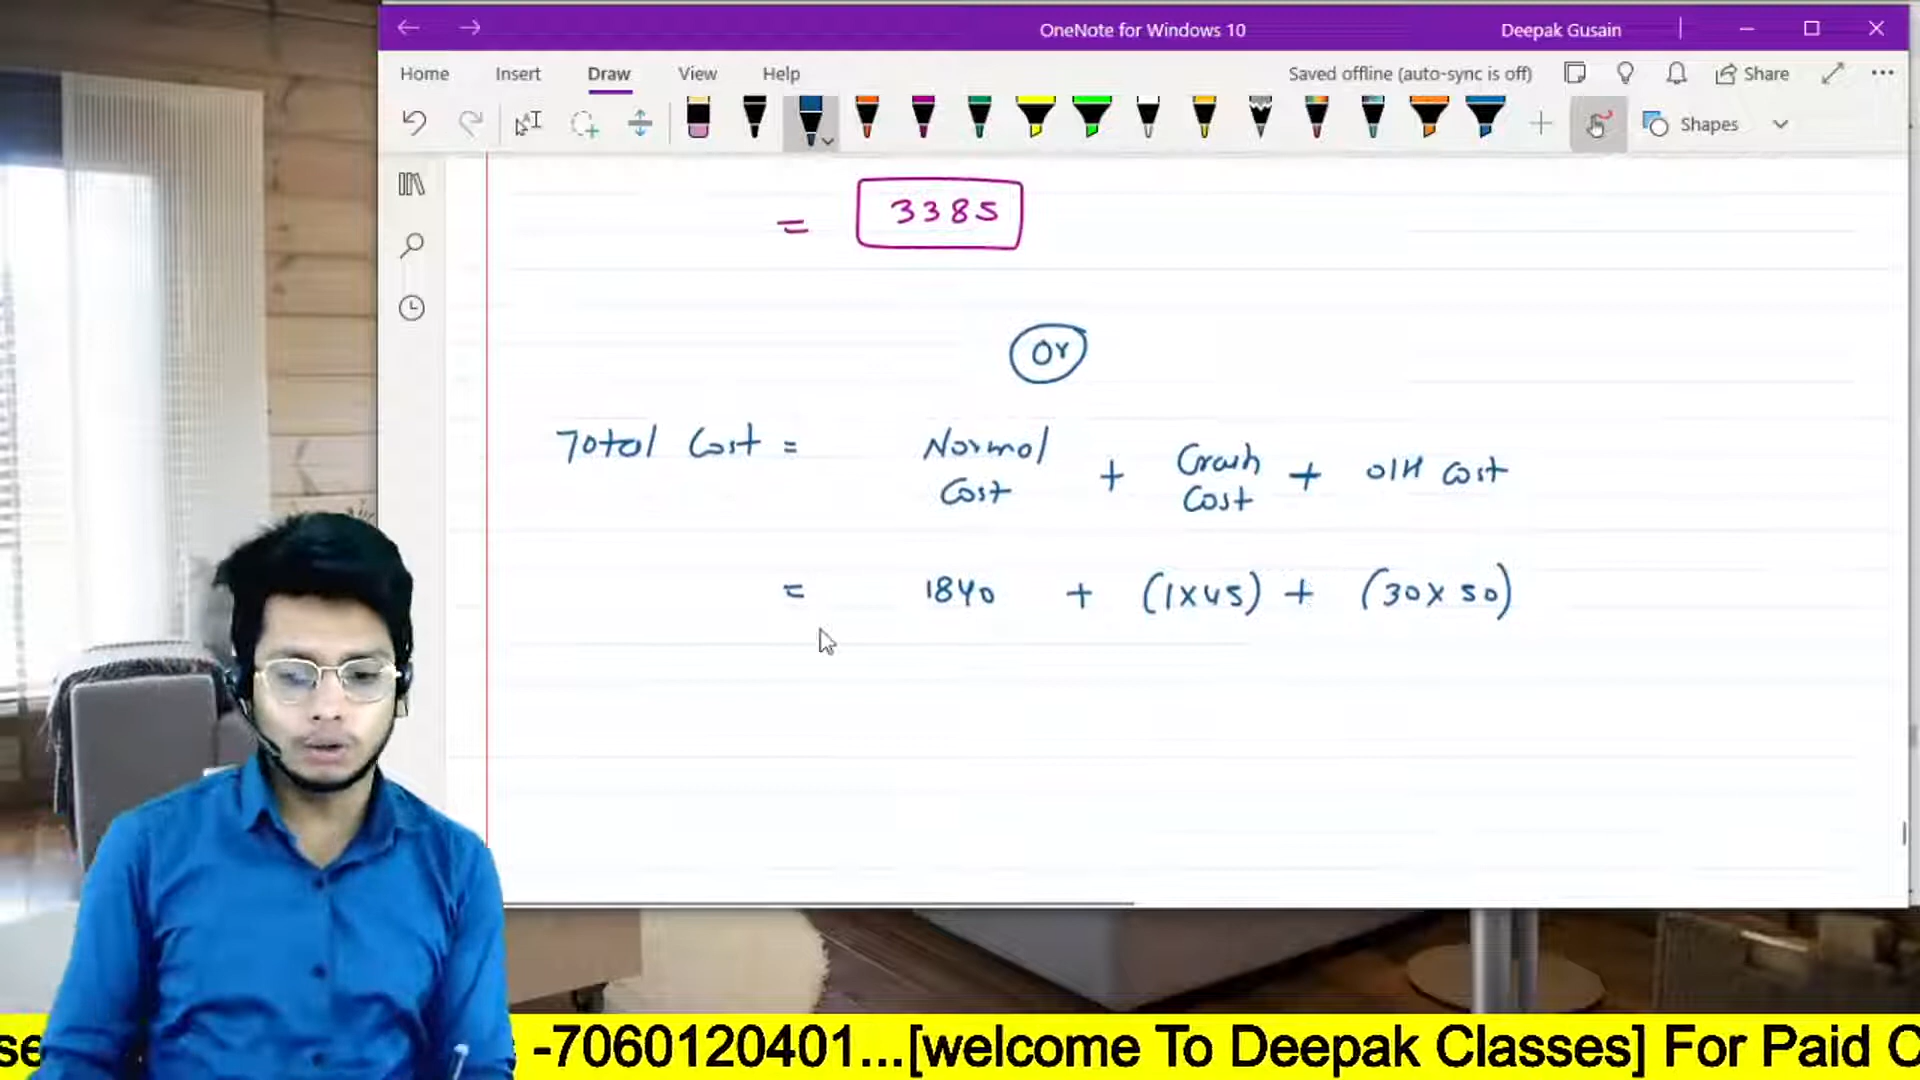 OneNote for Windows 10
Deepak Gusain
Home Insert Draw View Help
Saved offline (auto-sync is off)
Share
Shapes
= 3385
Or
Total Cost = Normal Cost + Crash Cost + O/H Cost
= 1840 + (1x45) + (30x50)
-7060120401...[welcome To Deepak Classes] For Paid C